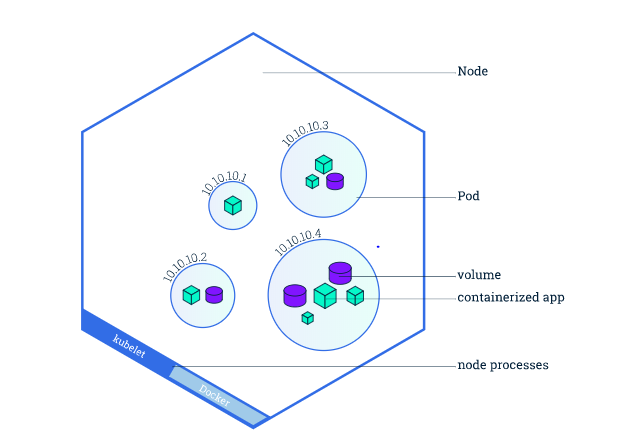 Node
10.10.10.3
10.10.10.1
Pod
10.10.10.4
10.10.10.2
volume
containerized app
kubelet
node processes
Docker